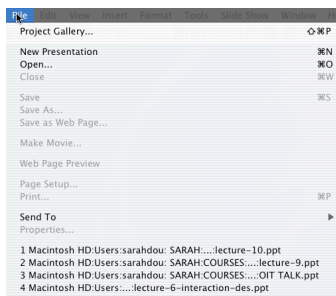 File Edit View Insert Format Tools Slide Show Window H
Project Gallery... ⇧⌘P
New Presentation ⌘N
Open... ⌘O
Close ⌘W
Save ⌘S
Save As...
Save as Web Page...
Make Movie...
Web Page Preview
Page Setup...
Print... ⌘P
Send To ▶
Properties...
1 Macintosh HD:Users:sarahdou: SARAH:...:lecture-10.ppt
2 Macintosh HD:Users:sarahdou: SARAH:COURSES:...:lecture-9.ppt
3 Macintosh HD:Users:sarahdou: SARAH:COURSES:...:OIT TALK.ppt
4 Macintosh HD:Users:...:lecture-6-interaction-des.ppt